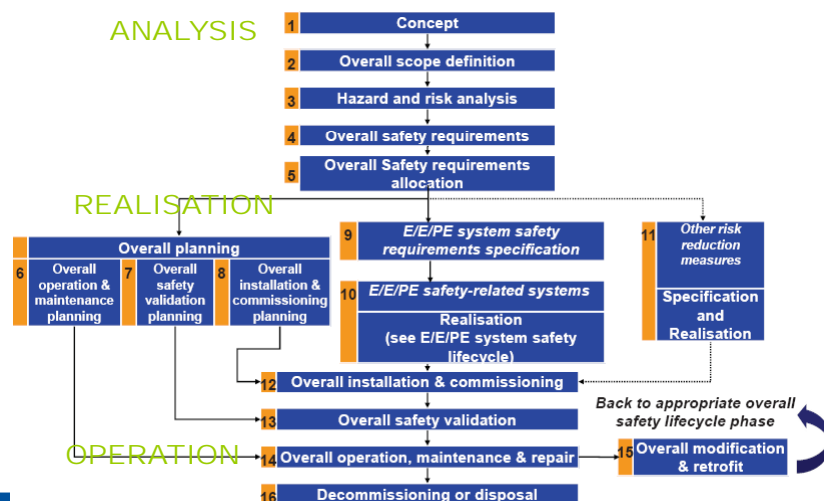 ANALYSIS
1
Concept
2
Overall scope definition
3
Hazard and risk analysis
4
Overall safety requirements
5
Overall Safety requirements
allocation
REALISATION
Overall planning
6
Overall
operation &
maintenance
planning
7
Overall
safety
validation
planning
8
Overall
installation &
commissioning
planning
9
E/E/PE system safety
requirements specification
10
E/E/PE safety-related systems
Realisation
(see E/E/PE system safety
lifecycle)
11
Other risk
reduction
measures
Specification
and
Realisation
12
Overall installation & commissioning
Back to appropriate overall
safety lifecycle phase
13
Overall safety validation
OPERATION
14
Overall operation, maintenance & repair
15
Overall modification
& retrofit
16
Decommissioning or disposal